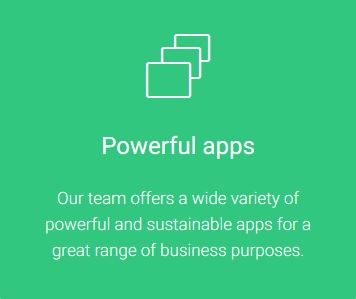 Powerful apps
Our team offers a wide variety of
powerful and sustainable apps for a
great range of business purposes.